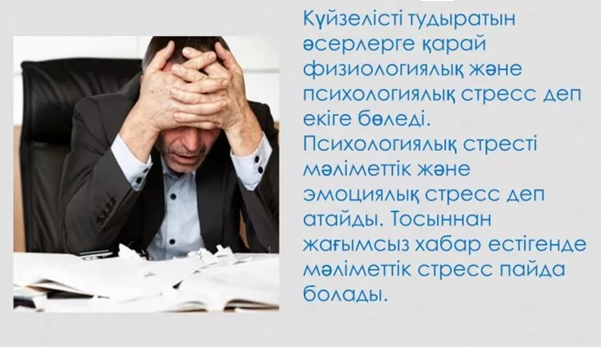 Күйзелісті тудыратын
әсерлерге қарай
физиологиялық және
психологиялық стресс деп
екіге бөледі.
Психологиялық стресті
мәліметтік және
эмоциялық стресс деп
атайды. Тосыннан
жағымсыз хабар естігенде
мәліметтік стресс пайда
болады.